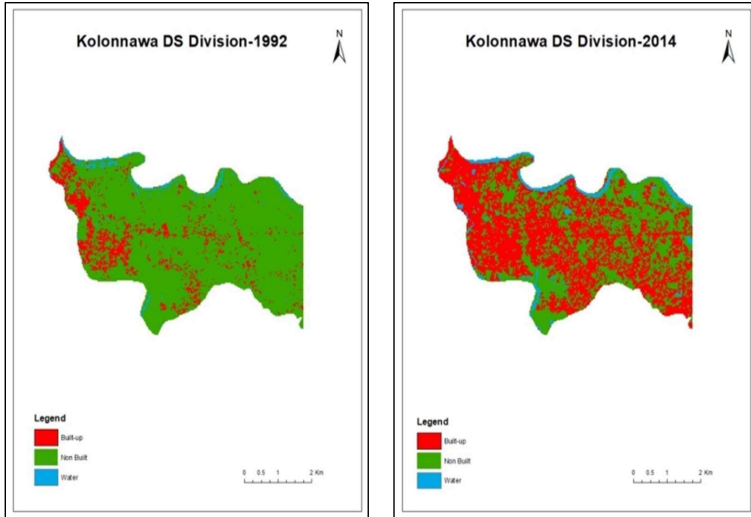 Kolonnawa DS Division-1992
N
Legend
Built-up
Non Built
Water
0 0.5 1 2 Km
Kolonnawa DS Division-2014
N
Legend
Built-up
Non Built
Water
0 0.5 1 2 Km